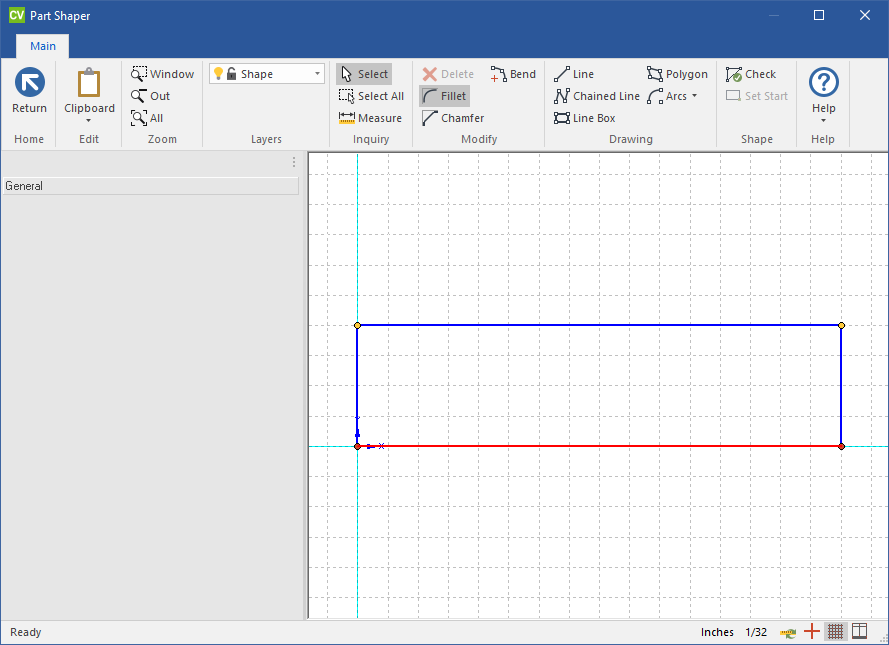 CV Part Shaper
Main
Return
Home
Clipboard
Edit
Window
Out
All
Zoom
Shape
Layers
Select
Select All
Measure
Inquiry
Delete
Fillet
Chamfer
Bend
Modify
Line
Chained Line
Line Box
Polygon
Arcs
Drawing
Check
Set Start
Shape
Help
Help
General
Y
X
Ready
Inches 1/32